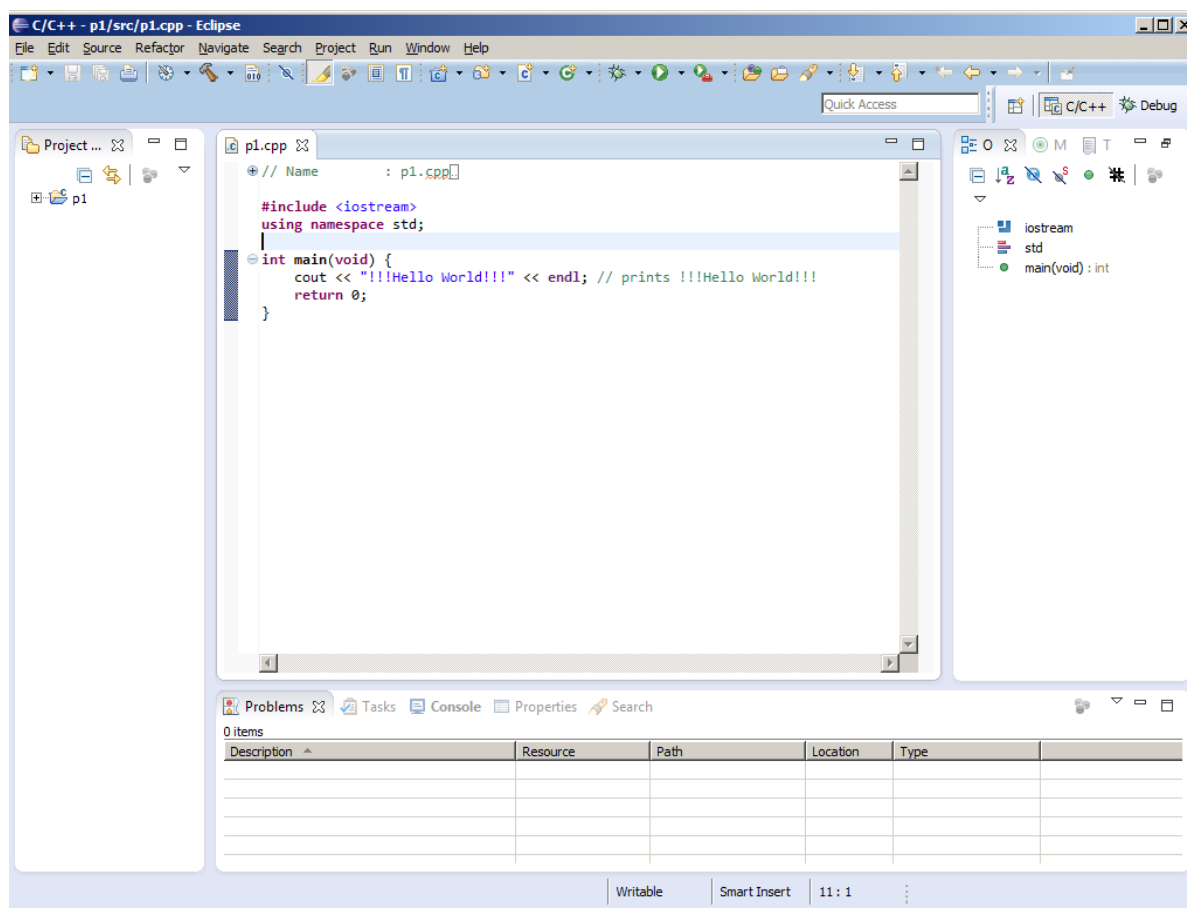 C/C++ - p1/src/p1.cpp - Eclipse
File Edit Source Refactor Navigate Search Project Run Window Help
Quick Access
C/C++ Debug
Project ...
p1
p1.cpp
// Name        : p1.cpp
#include <iostream>
using namespace std;
int main(void) {
    cout << "!!!Hello World!!!" << endl; // prints !!!Hello World!!!
    return 0;
}
O M T
iostream
std
main(void) : int
Problems Tasks Console Properties Search
0 items
Description Resource Path Location Type
Writable Smart Insert 11 : 1